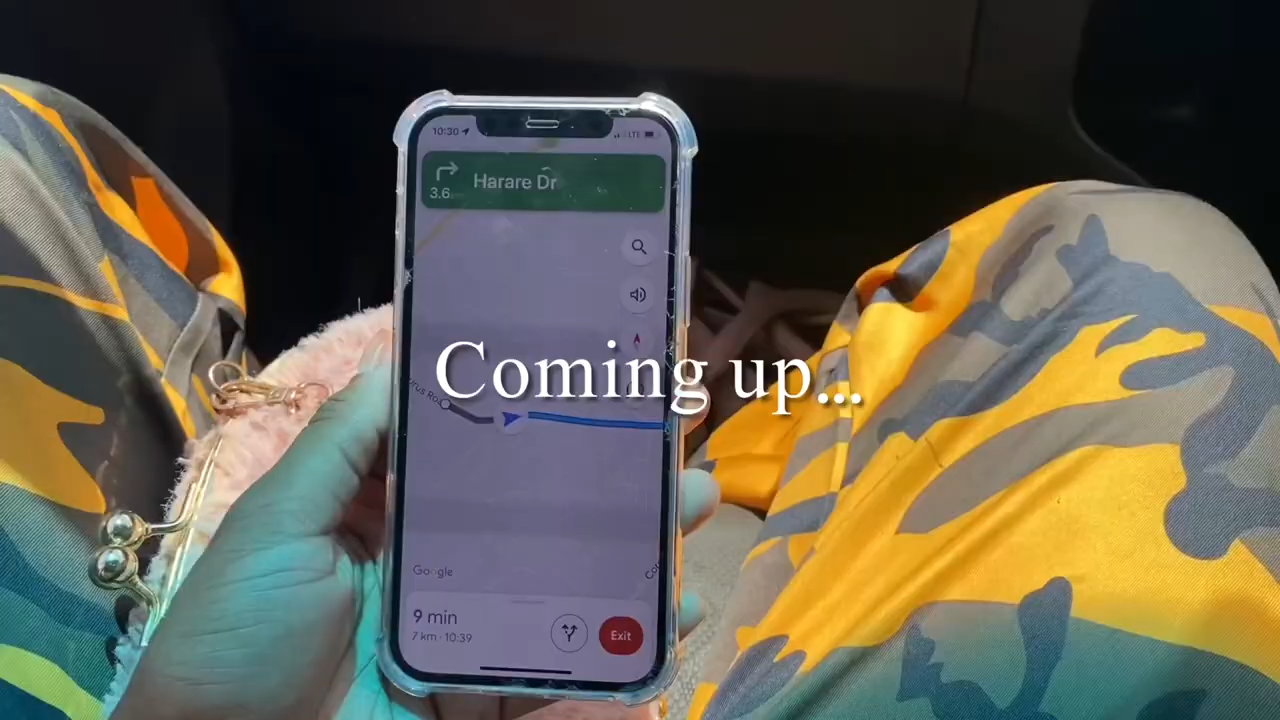 10:30
LTE
Harare Dr
3.6
Coming up...
Google
9 min
7 km · 10:39
Exit